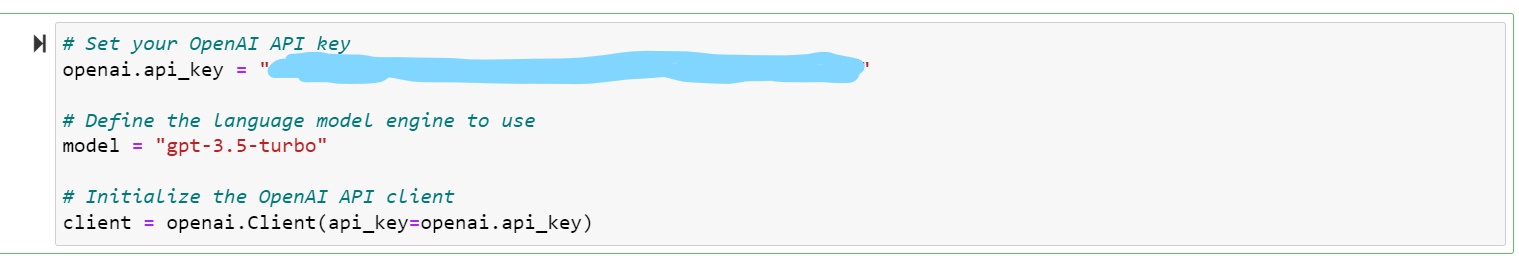 # Set your OpenAI API key
openai.api_key = ""
# Define the language model engine to use
model = "gpt-3.5-turbo"
# Initialize the OpenAI API client
client = openai.Client(api_key=openai.api_key)